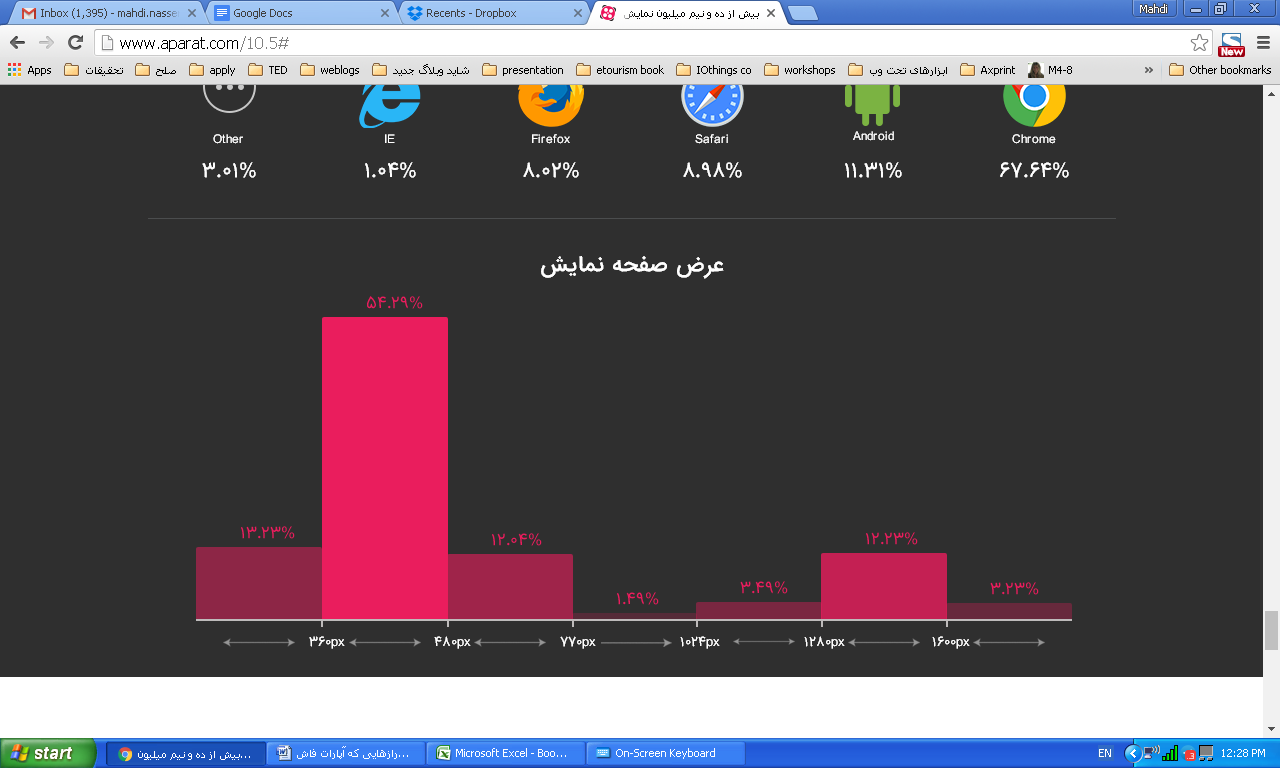 Inbox (1,395) - mahdi.nasse
Google Docs
Recents - Dropbox
بیش از ده و نیم میلیون نمایش
Mahdi
www.aparat.com/10.5#
New
Apps
تحقیقات
صلح
apply
TED
weblogs
شاید وبلاگ جدید
presentation
etourism book
IOthings co
workshops
ابزارهای تحت وب
Axprint
M4-8
»
Other bookmarks
Other IE Firefox Safari Android Chrome
۳.۰۱% ۱.۰۴% ۸.۰۲% ۸.۹۸% ۱۱.۳۱% ۶۷.۶۴%
عرض صفحه نمایش
۵۴.۲۹%
۱۳.۲۳% ۱۲.۰۴% ۱.۴۹% ۳.۴۹% ۱۲.۲۳% ۳.۲۳%
۳۶۰px ۴۸۰px ۷۷۰px ۱۰۲۴px ۱۲۸۰px ۱۶۰۰px
start
بیش از ده و نیم میلیون...
رازهایی که آپارات فاش...
Microsoft Excel - Boo...
On-Screen Keyboard
EN
3
12:28 PM